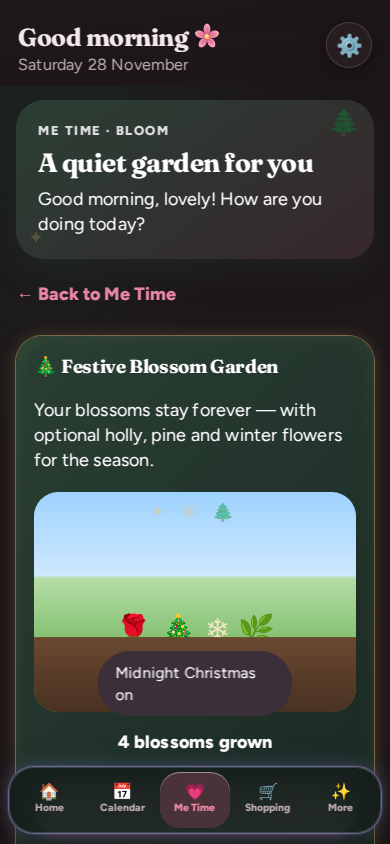 Good morning 🌸
Saturday 28 November
ME TIME · BLOOM
A quiet garden for you
Good morning, lovely! How are you
doing today?
← Back to Me Time
🎄 Festive Blossom Garden
Your blossoms stay forever — with
optional holly, pine and winter flowers
for the season.
Midnight Christmas
on
4 blossoms grown
Home
Calendar
Me Time
Shopping
More